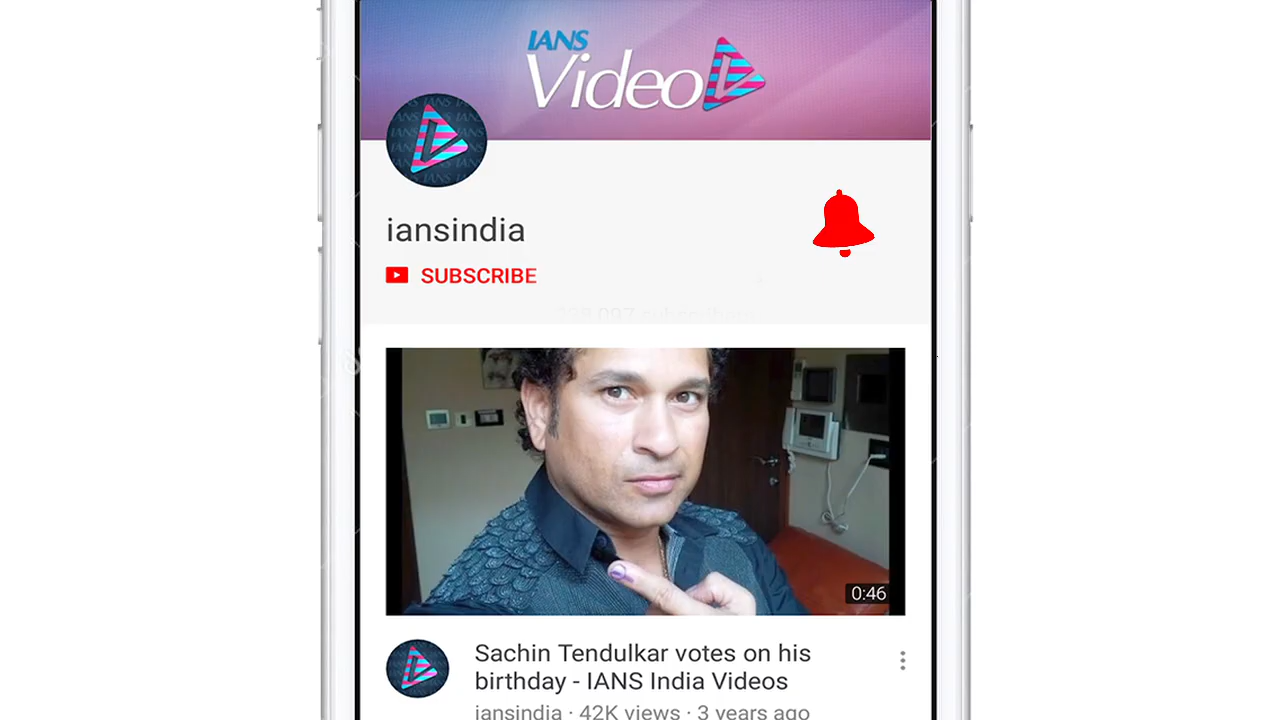 IANS
Video
iansindia
SUBSCRIBE
0:46
Sachin Tendulkar votes on his
birthday - IANS India Videos
iansindia · 42K views · 3 years ago